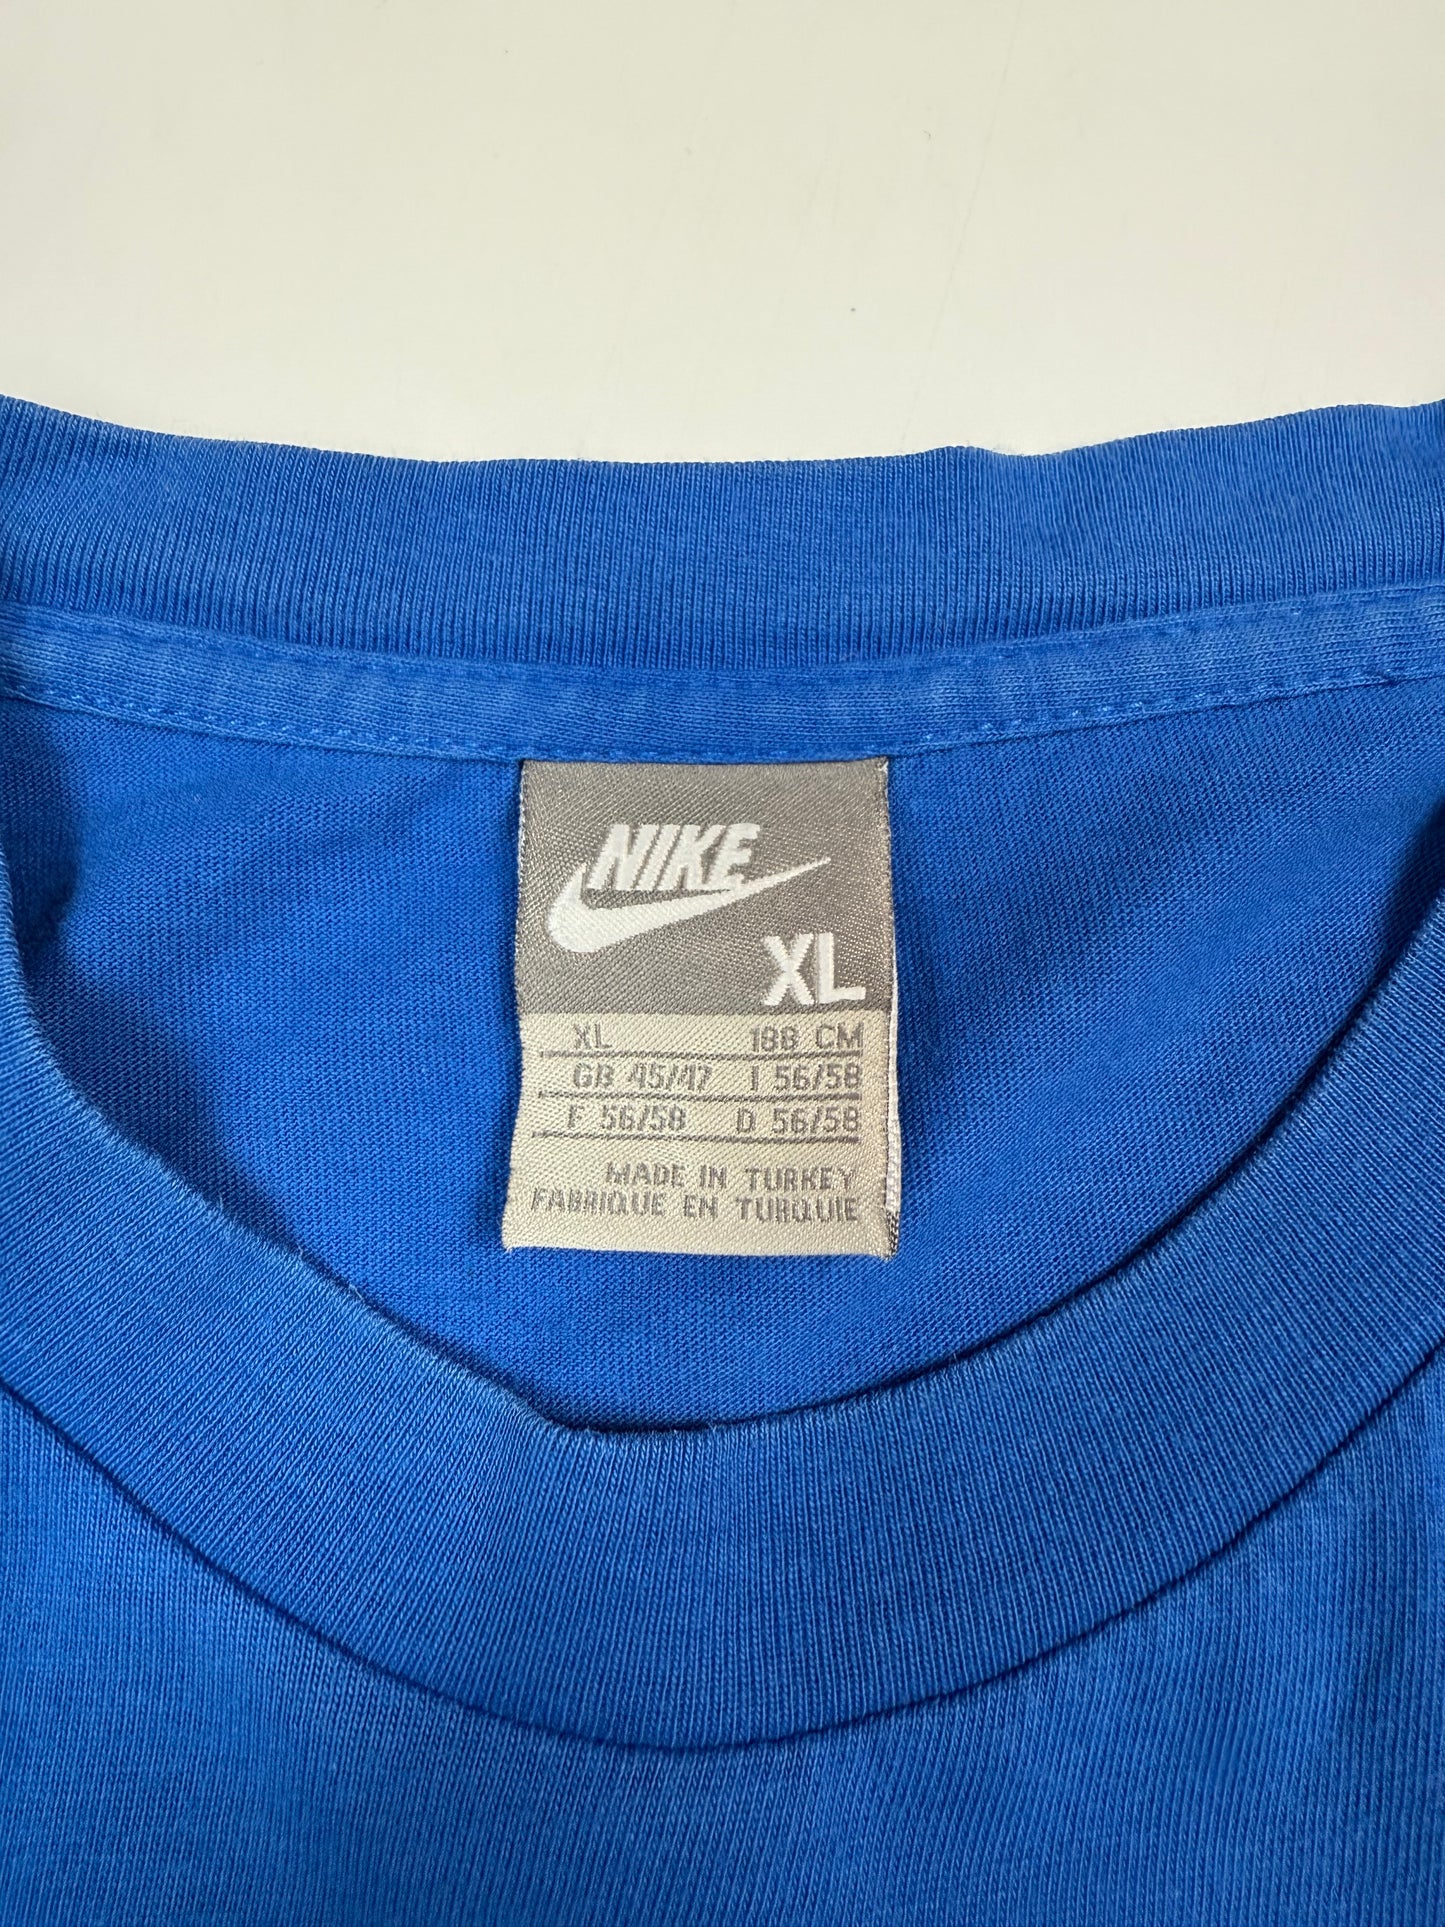 NIKE
XL
XL 188 CM
GB 45/47 I 56/58
F 56/58 D 56/58
MADE IN TURKEY
FABRIQUE EN TURQUIE